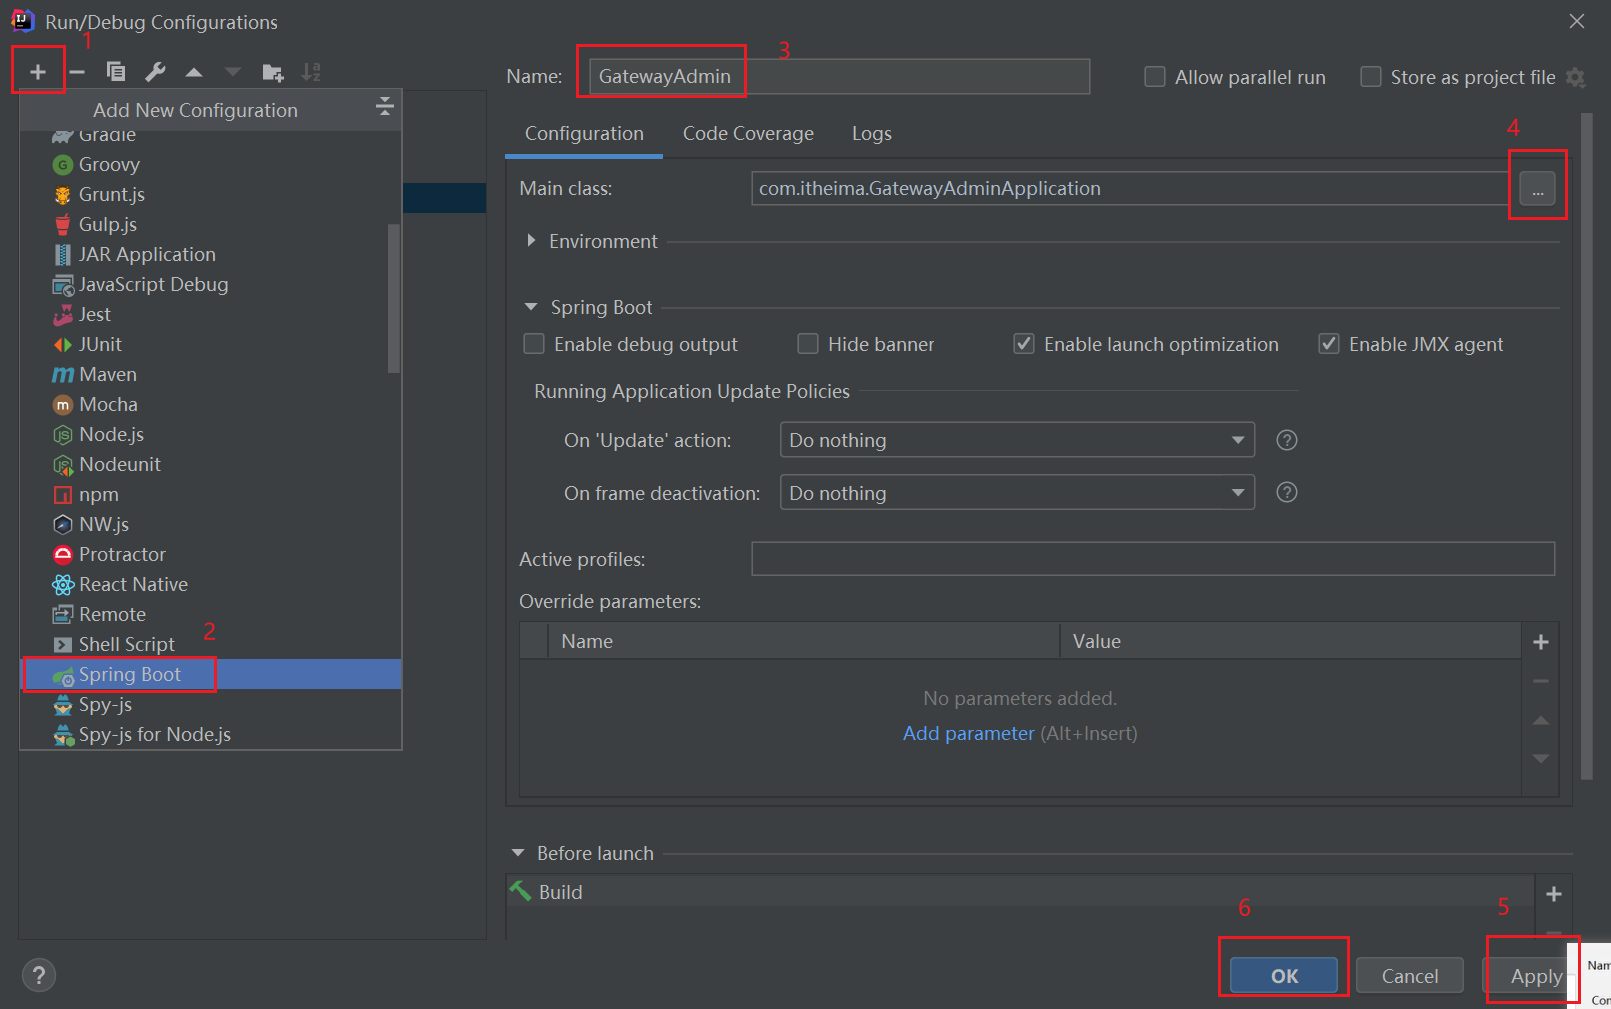 Run/Debug Configurations
1
Add New Configuration
Gradle
Groovy
Grunt.js
Gulp.js
JAR Application
JavaScript Debug
Jest
JUnit
Maven
Mocha
Node.js
Nodeunit
npm
NW.js
Protractor
React Native
Remote
Shell Script
2
Spring Boot
Spy-js
Spy-js for Node.js
Name: GatewayAdmin
3
Allow parallel run
Store as project file
Configuration Code Coverage Logs
4
Main class: com.itheima.GatewayAdminApplication ...
Environment
Spring Boot
Enable debug output Hide banner Enable launch optimization Enable JMX agent
Running Application Update Policies
On 'Update' action: Do nothing ?
On frame deactivation: Do nothing ?
Active profiles:
Override parameters:
Name Value
No parameters added.
Add parameter (Alt+Insert)
Before launch
Build
6 5
? OK Cancel Apply
Nam
Con